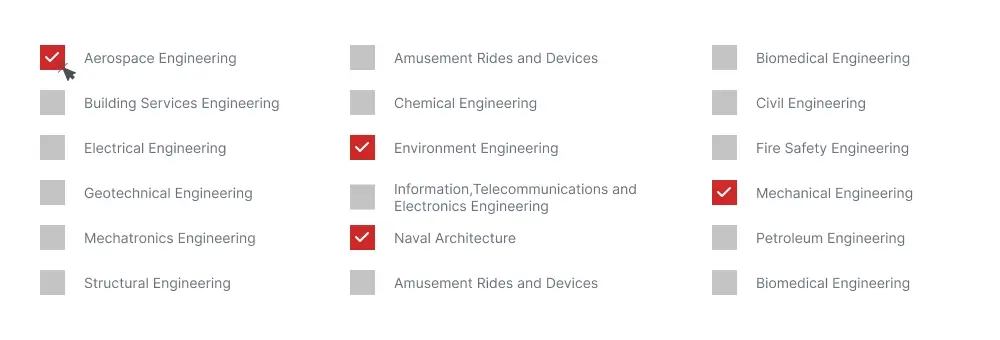 Aerospace Engineering
Amusement Rides and Devices
Biomedical Engineering
Building Services Engineering
Chemical Engineering
Civil Engineering
Electrical Engineering
Environment Engineering
Fire Safety Engineering
Geotechnical Engineering
Information,Telecommunications and
Electronics Engineering
Mechanical Engineering
Mechatronics Engineering
Naval Architecture
Petroleum Engineering
Structural Engineering
Amusement Rides and Devices
Biomedical Engineering